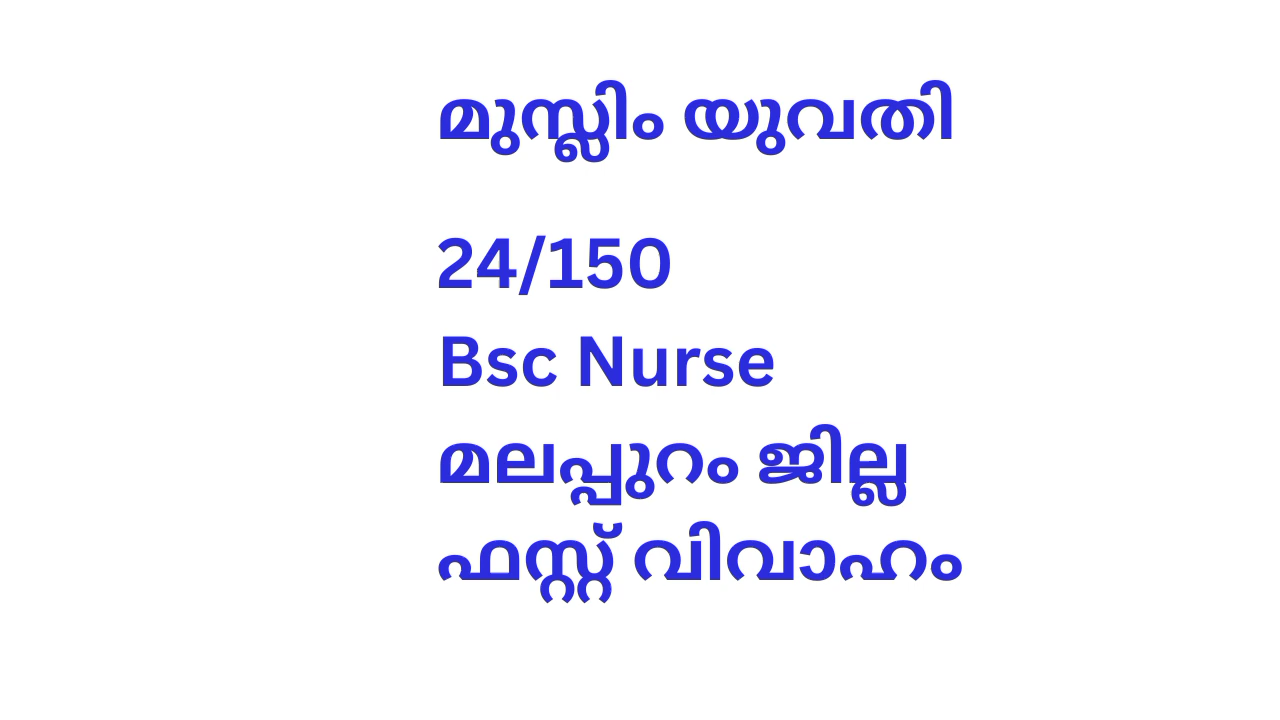 മുസ്ലിം യുവതി
24/150
Bsc Nurse
മലപ്പുറം ജില്ല
ഫസ്റ്റ് വിവാഹം